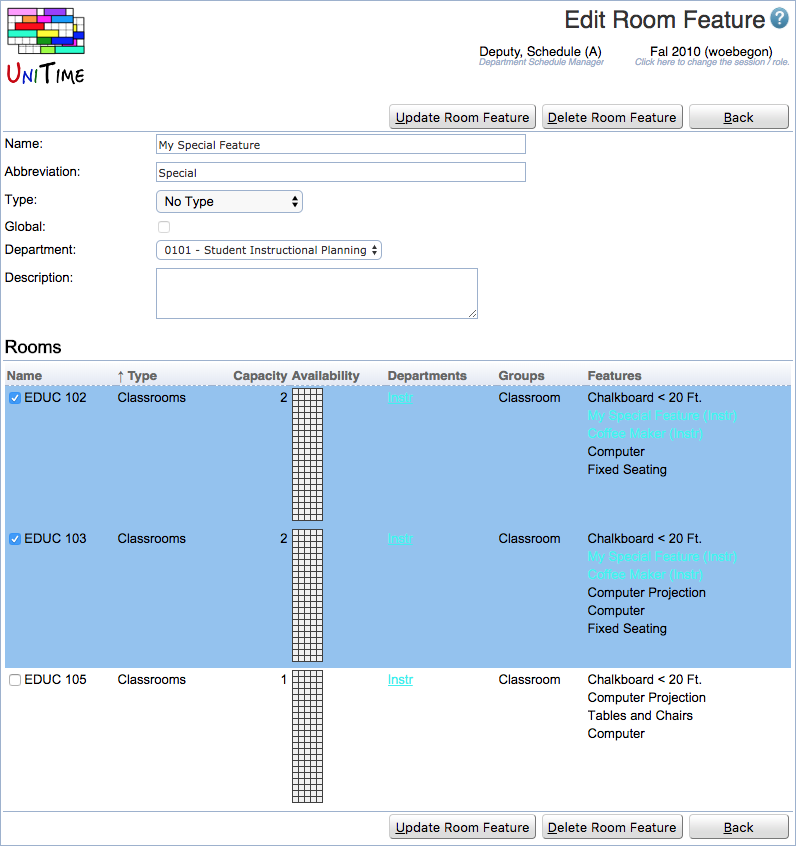 Edit Room Feature ?
UNITIME
Deputy, Schedule (A) Fal 2010 (woebegon)
Department Schedule Manager Click here to change the session / role.
Update Room Feature Delete Room Feature Back
Name: My Special Feature
Abbreviation: Special
Type: No Type
Global:
Department: 0101 - Student Instructional Planning
Description:
Rooms
Name ↑ Type Capacity Availability Departments Groups Features
EDUC 102 Classrooms 2 Instr Classroom Chalkboard < 20 Ft.
My Special Feature (Instr)
Coffee Maker (Instr)
Computer
Fixed Seating
EDUC 103 Classrooms 2 Instr Classroom Chalkboard < 20 Ft.
My Special Feature (Instr)
Coffee Maker (Instr)
Computer Projection
Computer
Fixed Seating
EDUC 105 Classrooms 1 Instr Classroom Chalkboard < 20 Ft.
Computer Projection
Tables and Chairs
Computer
Update Room Feature Delete Room Feature Back